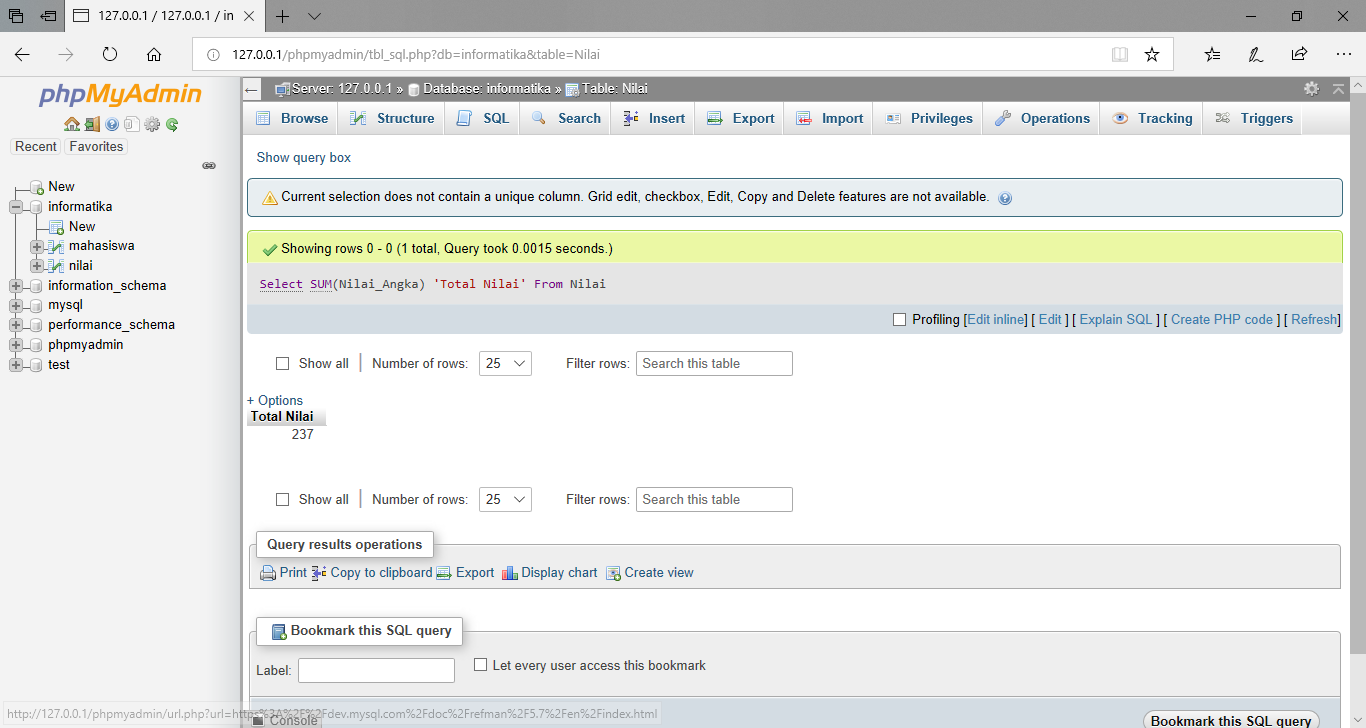 127.0.0.1 / 127.0.0.1 / in
127.0.0.1/phpmyadmin/tbl_sql.php?db=informatika&table=Nilai
phpMyAdmin
Recent Favorites
New
informatika
New
mahasiswa
nilai
information_schema
mysql
performance_schema
phpmyadmin
test
Server: 127.0.0.1 » Database: informatika » Table: Nilai
Browse Structure SQL Search Insert Export Import Privileges Operations Tracking Triggers
Show query box
Current selection does not contain a unique column. Grid edit, checkbox, Edit, Copy and Delete features are not available.
Showing rows 0 - 0 (1 total, Query took 0.0015 seconds.)
Select SUM(Nilai_Angka) 'Total Nilai' From Nilai
Profiling [Edit inline] [ Edit ] [ Explain SQL ] [ Create PHP code ] [ Refresh]
Show all | Number of rows: 25 Filter rows: Search this table
+ Options
Total Nilai
237
Show all | Number of rows: 25 Filter rows: Search this table
Query results operations
Print Copy to clipboard Export Display chart Create view
Bookmark this SQL query
Label: Let every user access this bookmark
Bookmark this SQL query
Console
http://127.0.0.1/phpmyadmin/url.php?url=https%3A%2F%2Fdev.mysql.com%2Fdoc%2Frefman%2F5.7%2Fen%2Findex.html